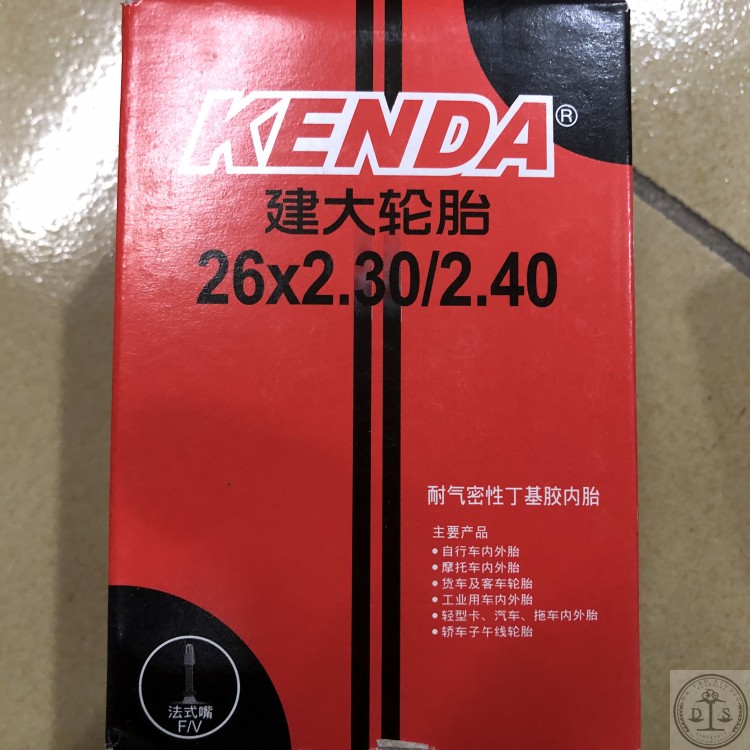 KENDA®
建大轮胎
26x2.30/2.40
耐气密性丁基胶内胎
主要产品
●自行车内外胎
●摩托车内外胎
●货车及客车轮胎
●工业用车内外胎
●轻型卡、汽车、拖车内外胎
●轿车子午线轮胎
法式嘴
F/V
D S